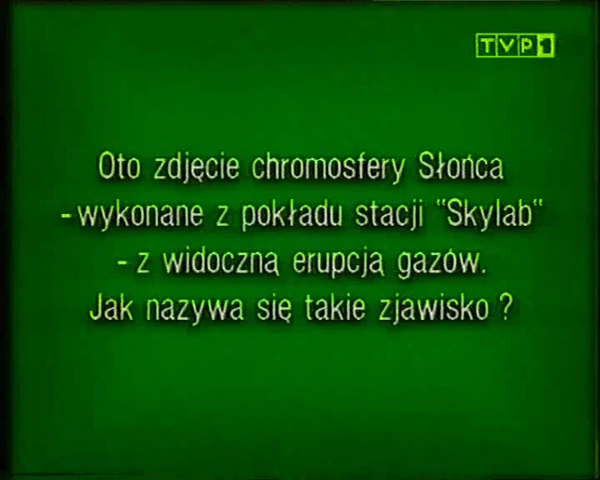 TVP1
Oto zdjęcie chromosfery Słońca
-wykonane z pokładu stacji "Skylab"
- z widoczną erupcją gazów.
Jak nazywa się takie zjawisko ?